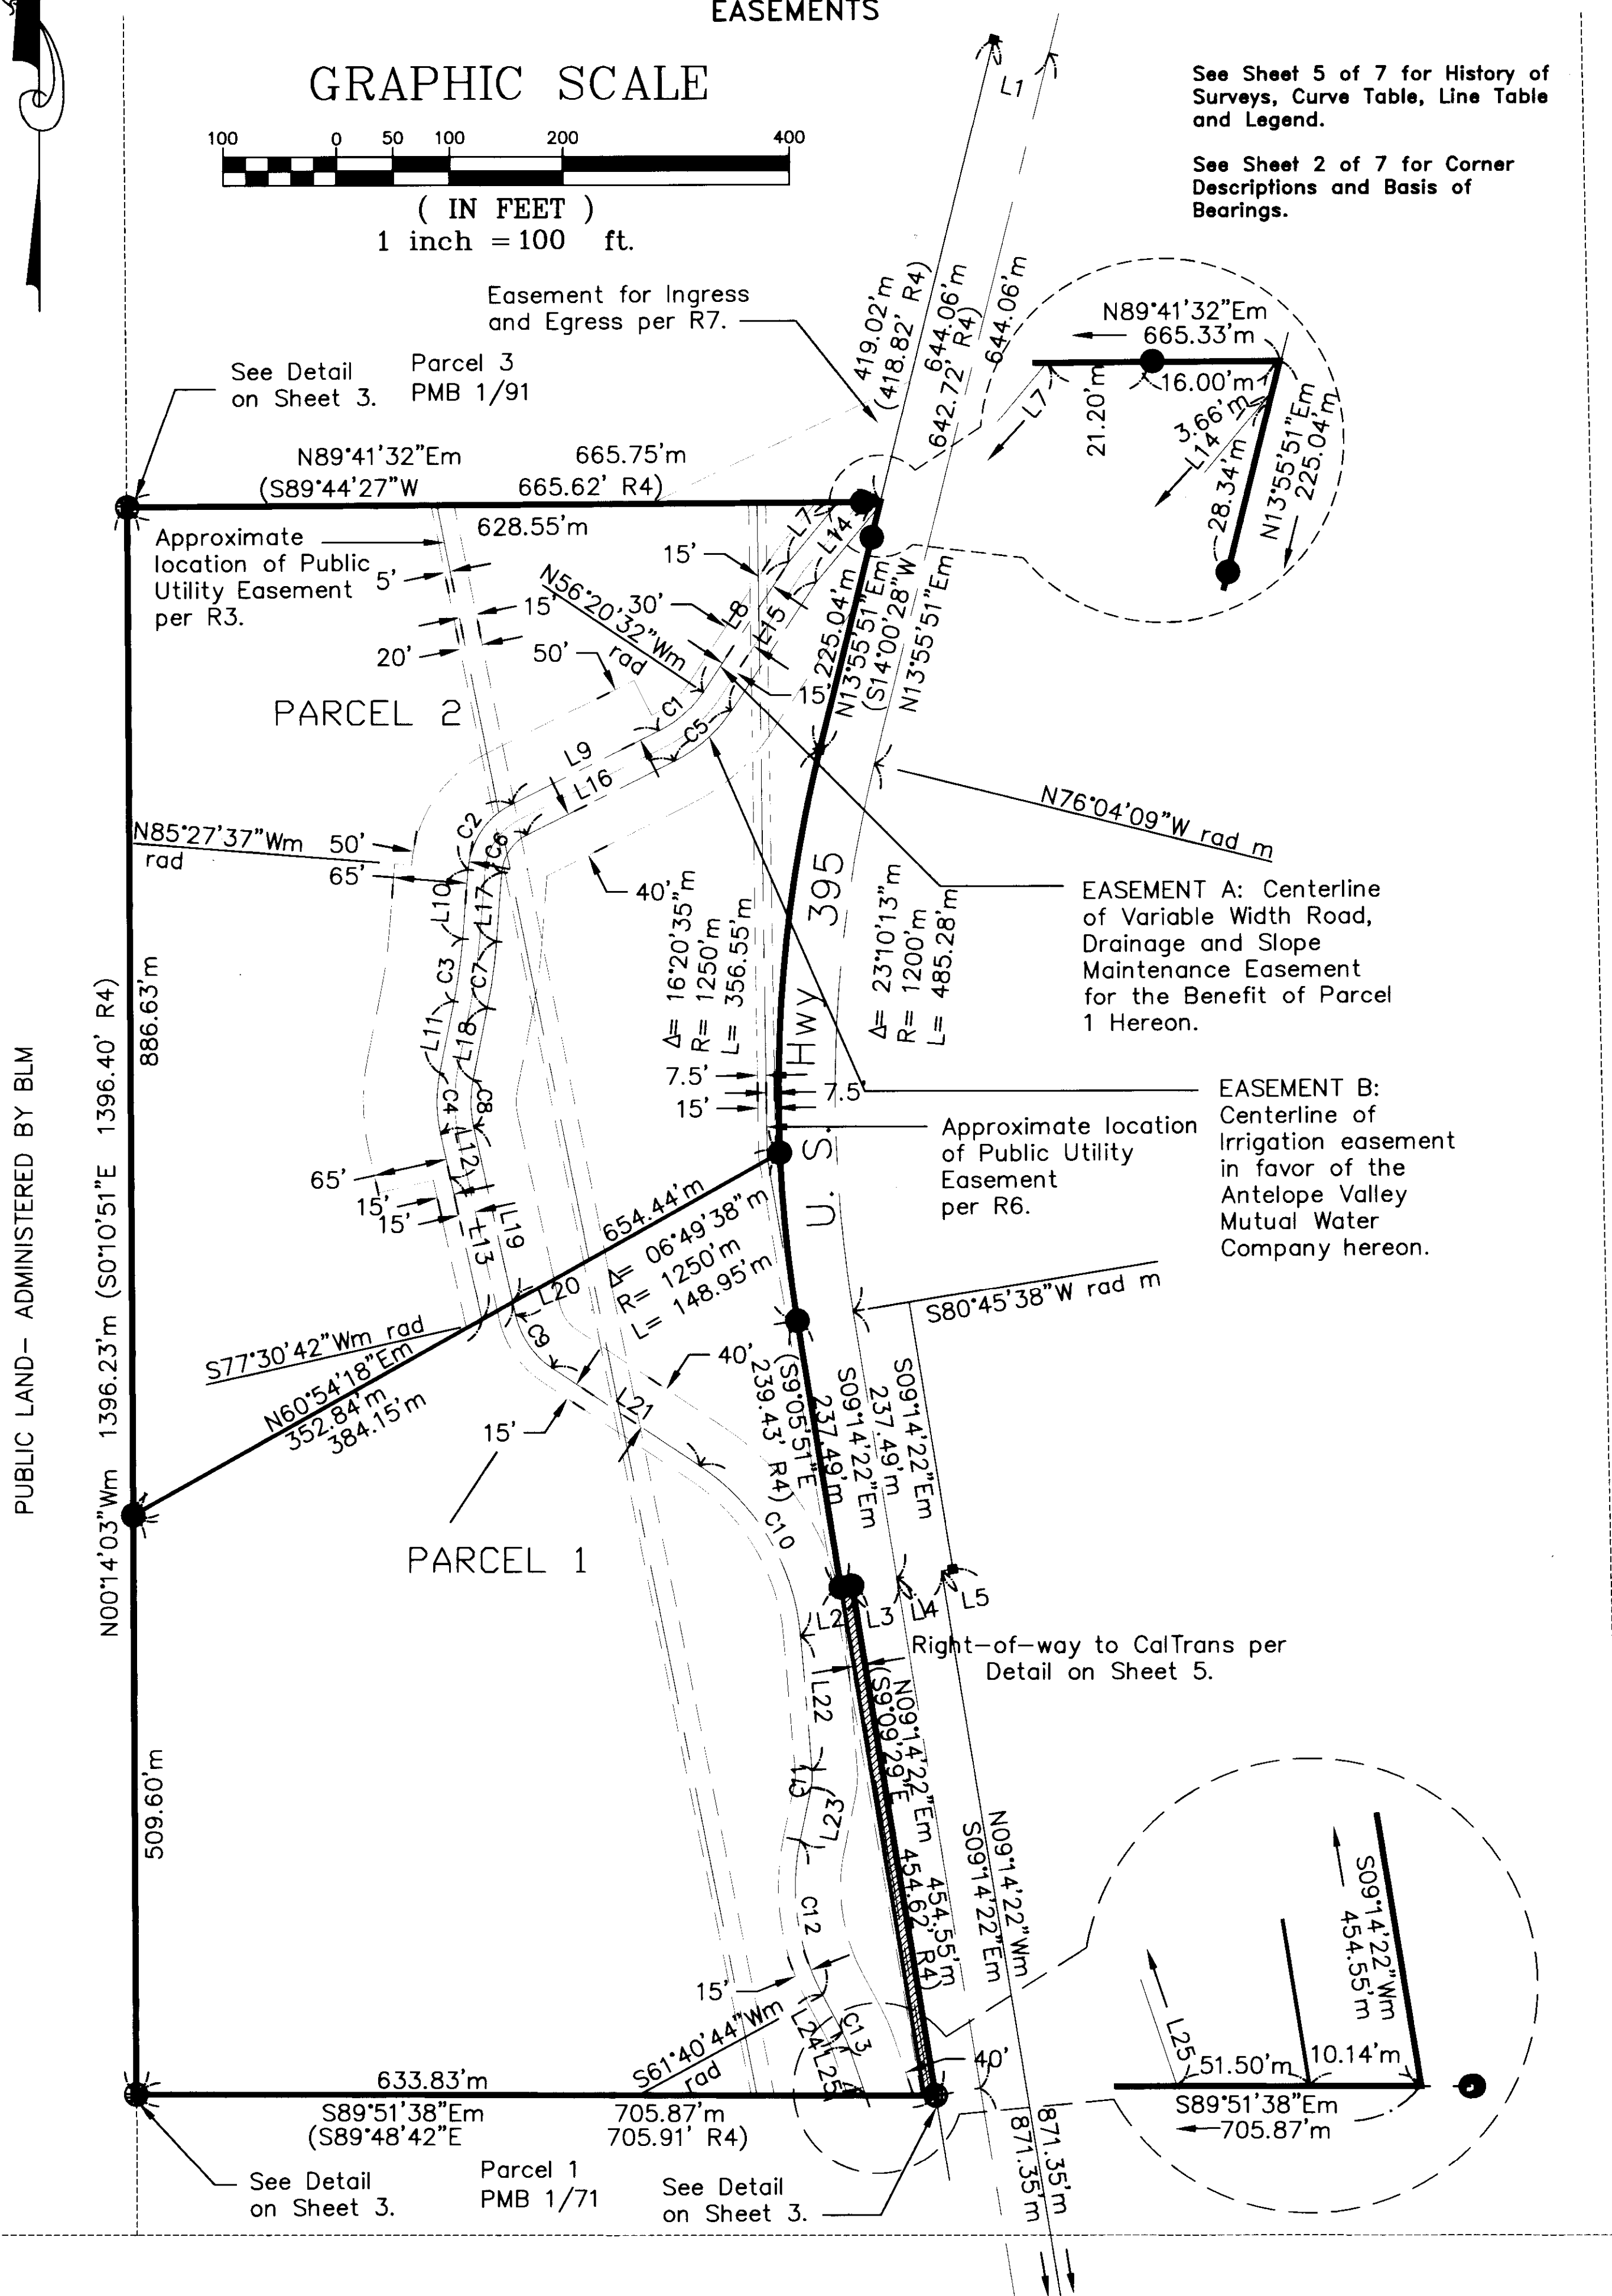 EASEMENTS
GRAPHIC SCALE
100 0 50 100 200 400
( IN FEET )
1 inch = 100 ft.
See Sheet 5 of 7 for History of
Surveys, Curve Table, Line Table
and Legend.
See Sheet 2 of 7 for Corner
Descriptions and Basis of
Bearings.
L1
Easement for Ingress
and Egress per R7.
419.02'm
(418.82' R4)
644.06'm
642.72' R4)
644.06'm
N89°41'32"Em
665.33'm
16.00'm
L7
21.20'm
3.66'm
L14
28.34'm
N13°55'51"Em
225.04'm
See Detail
on Sheet 3.
Parcel 3
PMB 1/91
N89°41'32"Em 665.75'm
(S89°44'27"W 665.62' R4)
628.55'm
Approximate
location of Public
Utility Easement
per R3.
5'
15'
20'
50'
15'
30'
N56°20'32"Wm
rad
L7
L14
L8
L15
15'
225.04'm
N13°55'51"Em
(S14°00'28"W
N13°55'51"Em
PARCEL 2
C1
C5
L9
L16
C2
C6
N85°27'37"Wm
rad
50'
65'
40'
L10
L17
C3
C7
L11
L18
C4
C8
L12
N76°04'09"W rad m
EASEMENT A: Centerline
of Variable Width Road,
Drainage and Slope
Maintenance Easement
for the Benefit of Parcel
1 Hereon.
Δ= 16°20'35"m
R= 1250'm
L= 356.55'm
Δ= 23°10'13"m
R= 1200'm
L= 485.28'm
U. S. Hwy 395
7.5'
15'
7.5'
EASEMENT B:
Centerline of
Irrigation easement
in favor of the
Antelope Valley
Mutual Water
Company hereon.
Approximate location
of Public Utility
Easement
per R6.
PUBLIC LAND- ADMINISTERED BY BLM
N00°14'03"Wm 1396.23'm (S0°10'51"E 1396.40' R4)
886.63'm
65'
15'
15'
L13
L19
654.44'm
L20
Δ= 06°49'38"m
R= 1250'm
L= 148.95'm
S80°45'38"W rad m
S77°30'42"Wm rad
N60°54'18"Em
352.84'm
384.15'm
C9
40'
L21
15'
(S9°05'51"E
239.43' R4)
237.49'm
S09°14'22"Em
237.49'm
S09°14'22"Em
C10
PARCEL 1
L2
L3
L4
L5
Right-of-way to CalTrans per
Detail on Sheet 5.
L22
L23
C12
(S9°09'29"E
N09°14'22"Em
454.62' R4)
454.55'm
S09°14'22"Em
N09°14'22"Wm
509.60'm
15'
S61°40'44"Wm
rad
L24
L25
C13
40'
633.83'm
S89°51'38"Em 705.87'm
(S89°48'42"E 705.91' R4)
See Detail
on Sheet 3.
Parcel 1
PMB 1/71
See Detail
on Sheet 3.
871.35'm
871.35'm
S09°14'22"Wm
454.55'm
L25
51.50'm
10.14'm
S89°51'38"Em
705.87'm